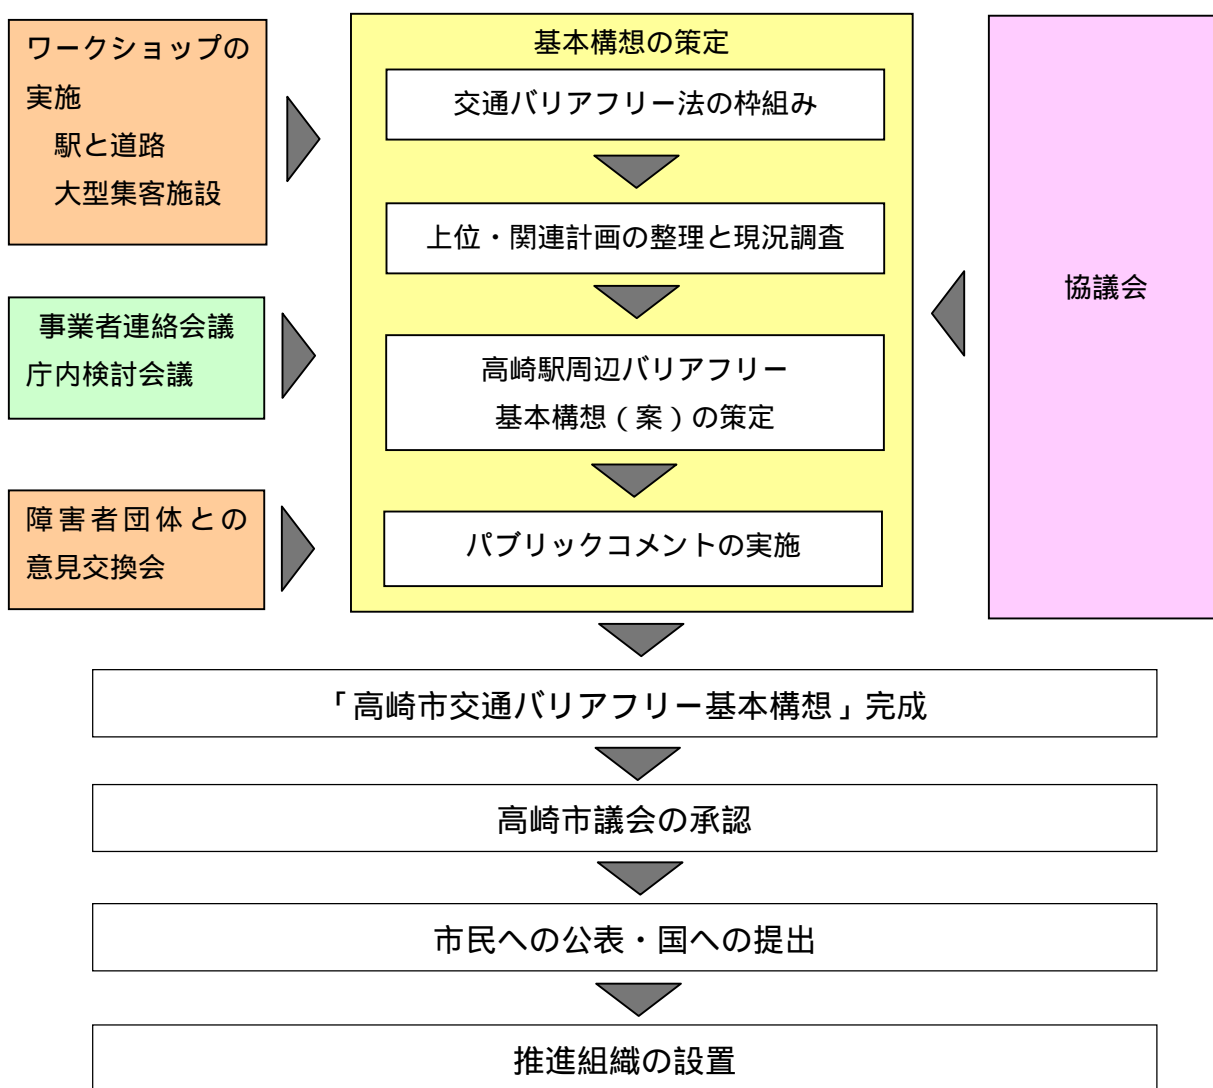 ワークショップの
実施
駅と道路
大型集客施設
事業者連絡会議
庁内検討会議
障害者団体との
意見交換会
基本構想の策定
交通バリアフリー法の枠組み
上位・関連計画の整理と現況調査
高崎駅周辺バリアフリー
基本構想（案）の策定
パブリックコメントの実施
協議会
「高崎市交通バリアフリー基本構想」完成
高崎市議会の承認
市民への公表・国への提出
推進組織の設置